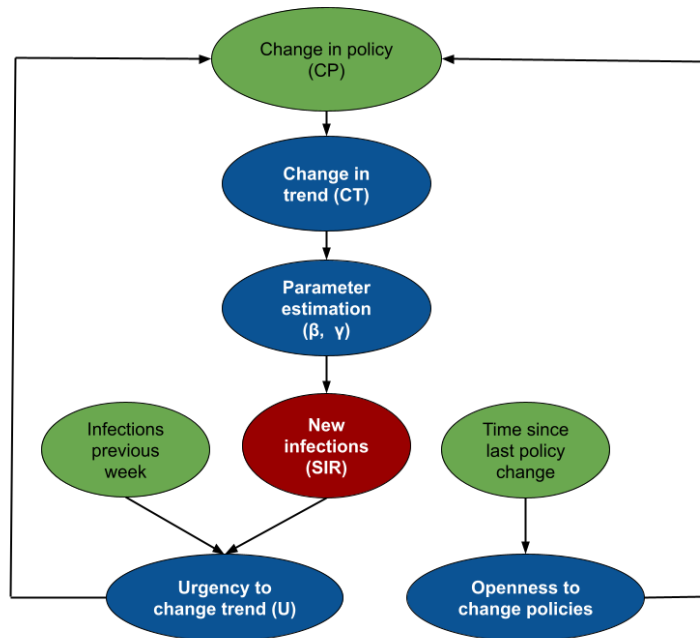 Change in policy
(CP)
Change in
trend (CT)
Parameter
estimation
(β, γ)
Infections
previous
week
New
infections
(SIR)
Time since
last policy
change
Urgency to
change trend (U)
Openness to
change policies